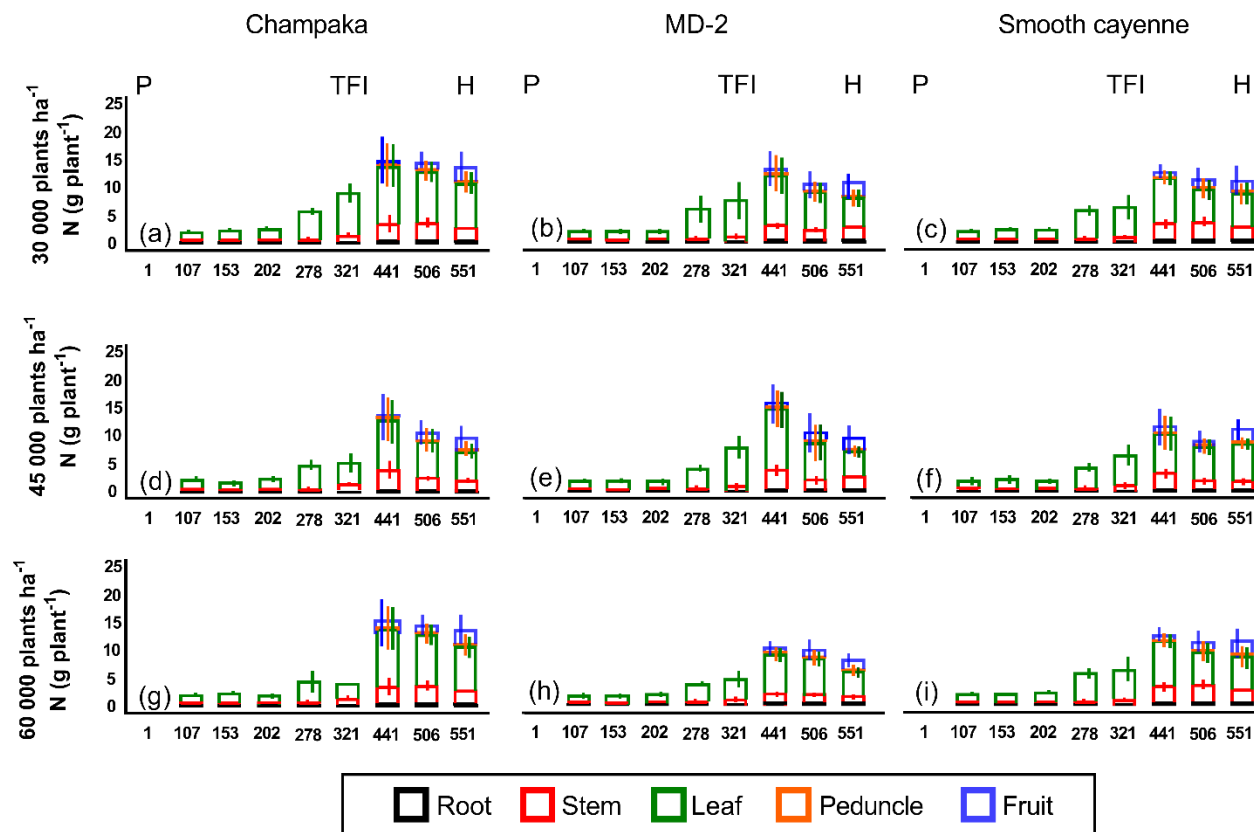 Champaka MD-2 Smooth cayenne
P TFI H P TFI H P TFI H
30 000 plants ha⁻¹
N (g plant⁻¹)
25
20
15
10
5
0
(a) (b) (c)
1 107 153 202 278 321 441 506 551 1 107 153 202 278 321 441 506 551 1 107 153 202 278 321 441 506 551
45 000 plants ha⁻¹
N (g plant⁻¹)
25
20
15
10
5
0
(d) (e) (f)
1 107 153 202 278 321 441 506 551 1 107 153 202 278 321 441 506 551 1 107 153 202 278 321 441 506 551
60 000 plants ha⁻¹
N (g plant⁻¹)
25
20
15
10
5
0
(g) (h) (i)
1 107 153 202 278 321 441 506 551 1 107 153 202 278 321 441 506 551 1 107 153 202 278 321 441 506 551
Root Stem Leaf Peduncle Fruit